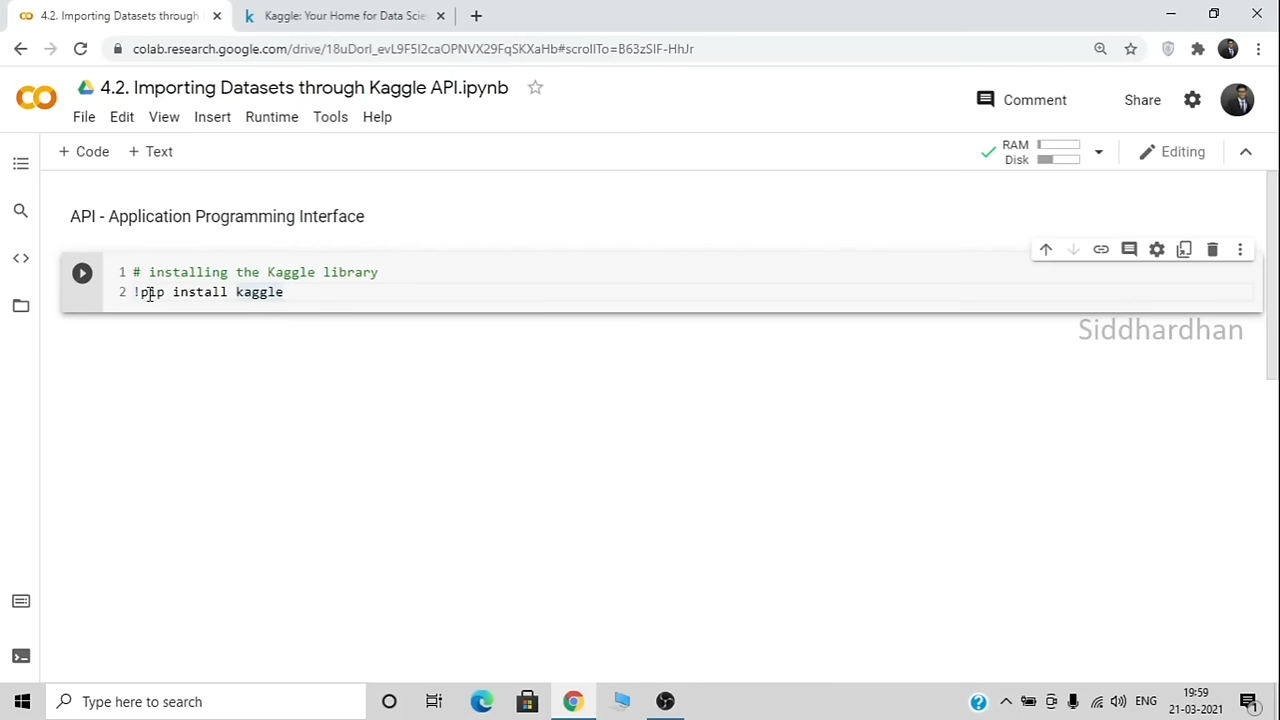 4.2. Importing Datasets through
Kaggle: Your Home for Data Scie
colab.research.google.com/drive/18uDorl_evL9F5I2caOPNVX29FqSKXaHb#scrollTo=B63zSlF-HhJr
4.2. Importing Datasets through Kaggle API.ipynb
Comment
Share
File Edit View Insert Runtime Tools Help
+ Code + Text
RAM
Disk
Editing
API - Application Programming Interface
1 # installing the Kaggle library
2 !pip install kaggle
Siddhardhan
Type here to search
ENG
19:59
21-03-2021
1